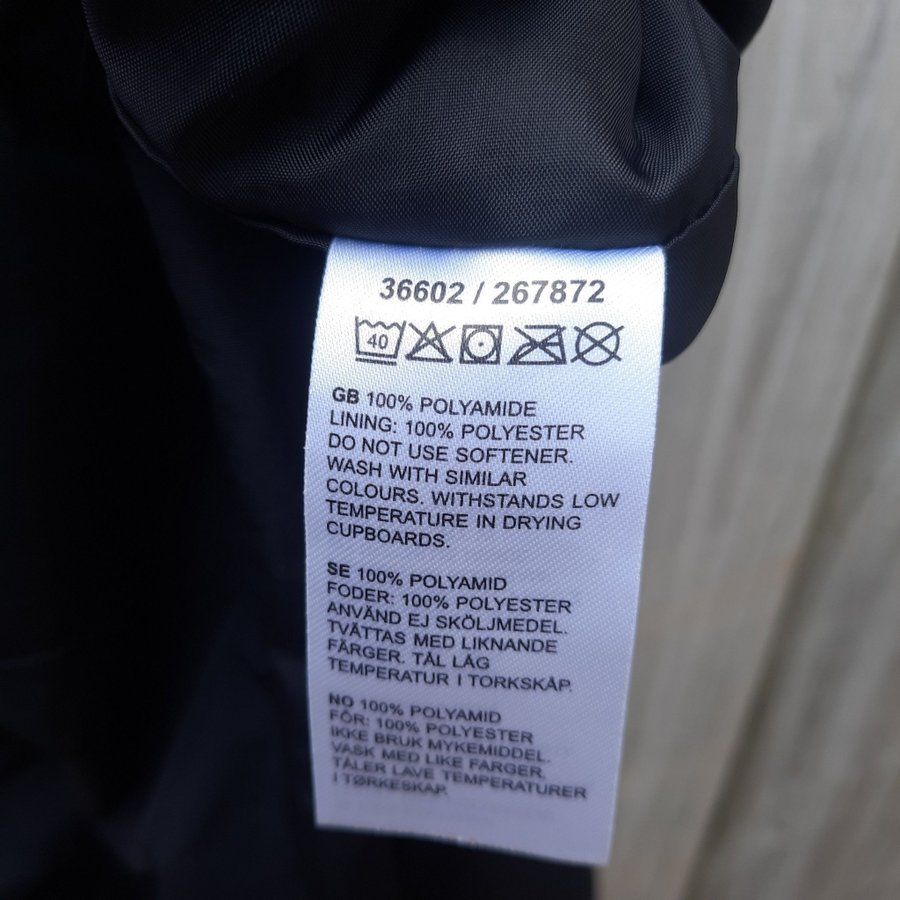 36602 / 267872
40
GB 100% POLYAMIDE
LINING: 100% POLYESTER
DO NOT USE SOFTENER.
WASH WITH SIMILAR
COLOURS. WITHSTANDS LOW
TEMPERATURE IN DRYING
CUPBOARDS.
SE 100% POLYAMID
FODER: 100% POLYESTER
ANVÄND EJ SKÖLJMEDEL.
TVÄTTAS MED LIKNANDE
FÄRGER. TÅL LÅG
TEMPERATUR I TORKSKÅP.
NO 100% POLYAMID
FÔR: 100% POLYESTER
IKKE BRUK MYKEMIDDEL.
VASK MED LIKE FARGER.
TÅLER LAVE TEMPERATURER
I TØRKESKAP.